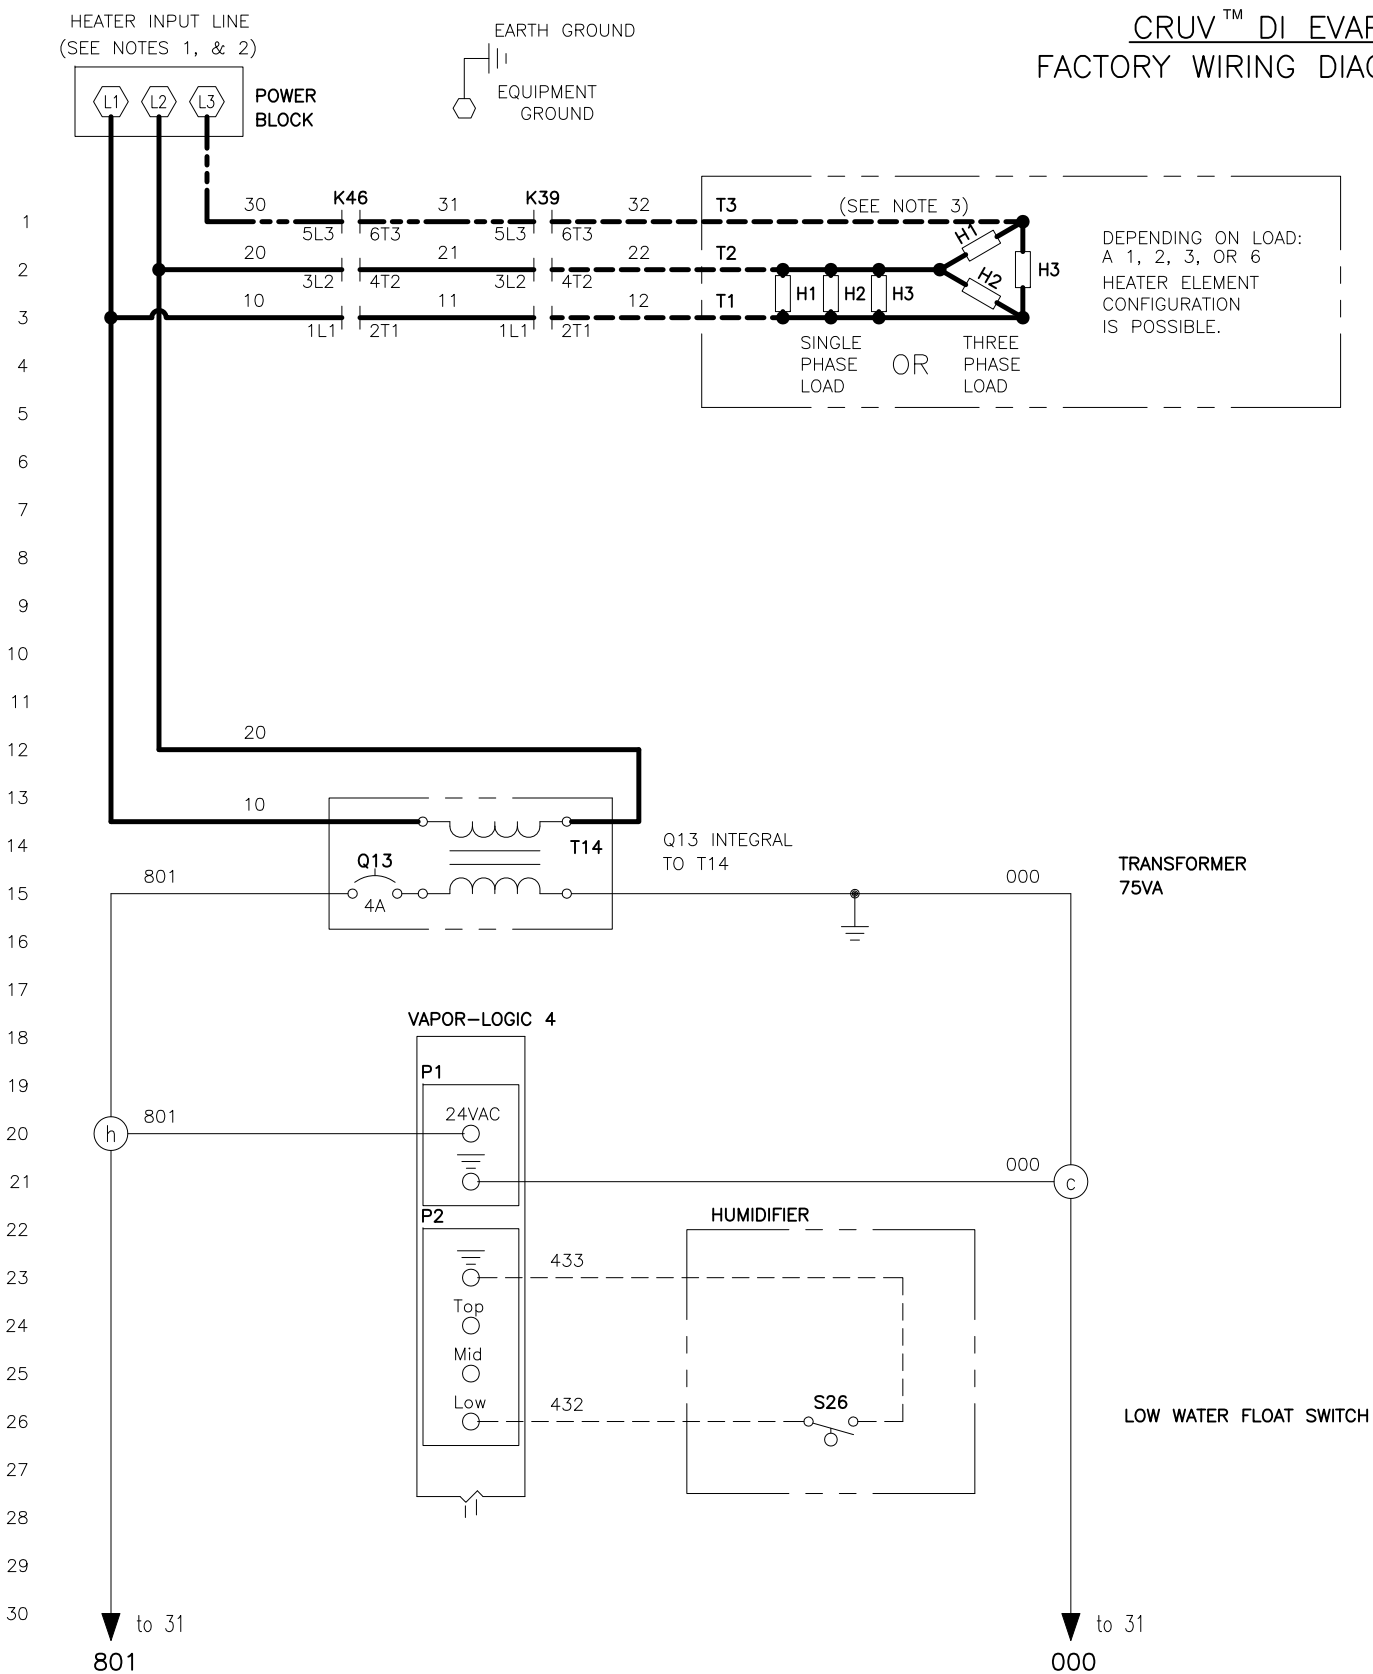 HEATER INPUT LINE
(SEE NOTES 1, & 2)
EARTH GROUND
EQUIPMENT
GROUND
CRUV™ DI EVAP
FACTORY WIRING DIAG
L1 L2 L3
POWER
BLOCK
1
30 K46 31 K39 32 T3 (SEE NOTE 3)
5L3 6T3 5L3 6T3
2
20 21 22 T2
3L2 4T2 3L2 4T2
3
10 11 12 T1
1L1 2T1 1L1 2T1
H1 H2 H3
H1
H2
H3
SINGLE
PHASE
LOAD
OR
THREE
PHASE
LOAD
DEPENDING ON LOAD:
A 1, 2, 3, OR 6
HEATER ELEMENT
CONFIGURATION
IS POSSIBLE.
4
5
6
7
8
9
10
11
12
20
13
10
14
T14
Q13 INTEGRAL
TO T14
Q13
4A
15
801
000
TRANSFORMER
75VA
16
17
18
VAPOR-LOGIC 4
19
P1
24VAC
20
h
801
21
000
c
22
P2
HUMIDIFIER
23
433
24
Top
25
Mid
26
Low
432
S26
LOW WATER FLOAT SWITCH
27
28
29
30
to 31
801
to 31
000